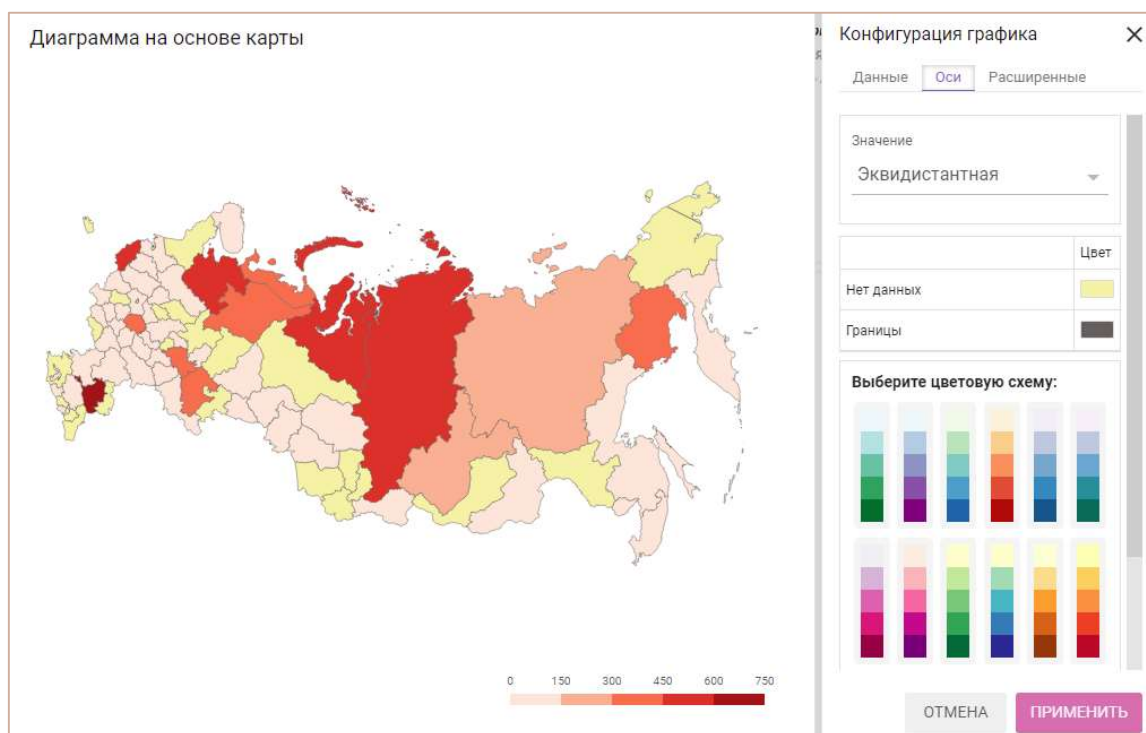 Диаграмма на основе карты
0 150 300 450 600 750
Конфигурация графика
Данные Оси Расширенные
Значение
Эквидистантная
Цвет
Нет данных
Границы
Выберите цветовую схему:
ОТМЕНА ПРИМЕНИТЬ